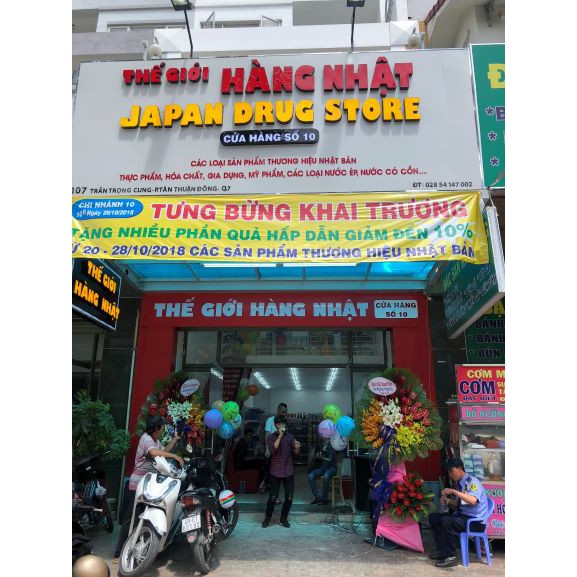 THẾ GIỚI HÀNG NHẬT
JAPAN DRUG STORE
CỬA HÀNG SỐ 10
CÁC LOẠI SẢN PHẨM THƯƠNG HIỆU NHẬT BẢN
THỰC PHẨM, HÓA CHẤT, GIA DỤNG, MỸ PHẨM, CÁC LOẠI NƯỚC ÉP, NƯỚC CÓ CỒN....
107 TRẦN TRỌNG CUNG-P.TÂN THUẬN ĐÔNG: Q7
ĐT: 028 54 147 002
CHI NHÁNH 10
Ngày 20/10/2018
TƯNG BỪNG KHAI TRƯƠNG
TẶNG NHIỀU PHẦN QUÀ HẤP DẪN GIẢM ĐẾN 10%
20 - 28/10/2018 CÁC SẢN PHẨM THƯƠNG HIỆU NHẬT BẢN
THẾ GIỚI
HÀNG NHẬT
THẾ GIỚI HÀNG NHẬT
CỬA HÀNG
SỐ 10
BÁNH
BÚN
CƠM